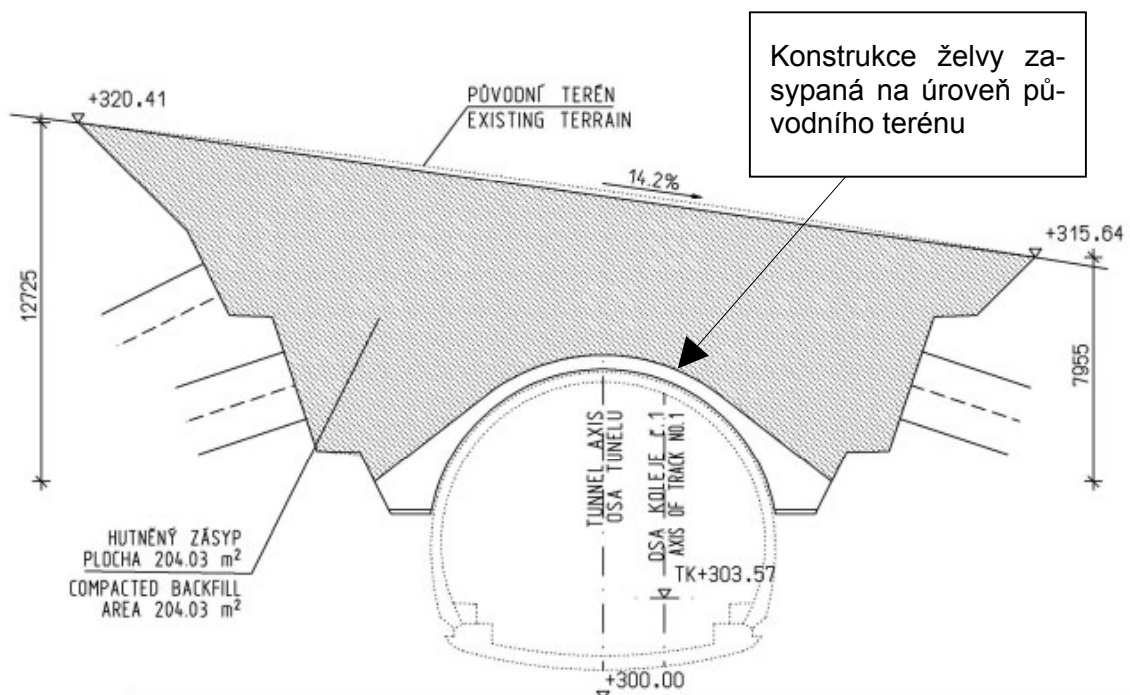 Konstrukce želvy za-
sypaná na úroveň pů-
vodního terénu
+320.41
PŮVODNÍ TERÉN
EXISTING TERRAIN
14.2%
+315.64
12725
7955
TUNNEL AXIS
OSA TUNELU
OSA KOLEJE č.1
AXIS OF TRACK NO.1
TK+303.57
HUTNĚNÝ ZÁSYP
PLOCHA 204.03 m²
COMPACTED BACKFILL
AREA 204.03 m²
+300.00